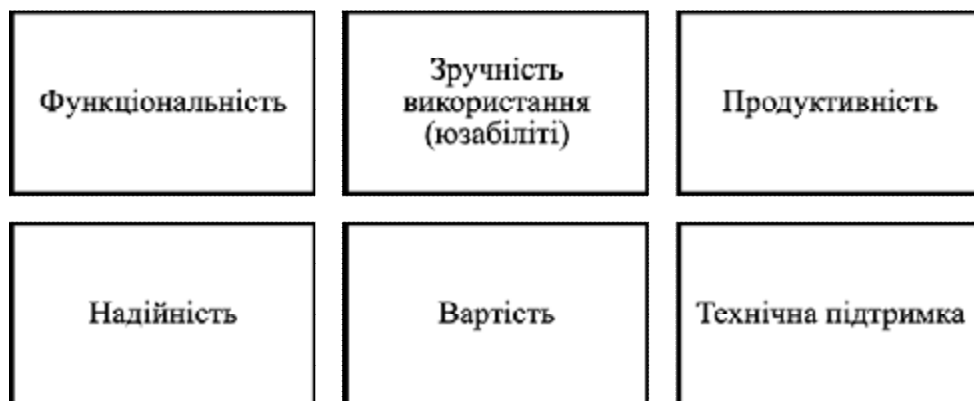 Функціональність
Зручність
використання
(юзабіліті)
Продуктивність
Надійність
Вартість
Технічна підтримка